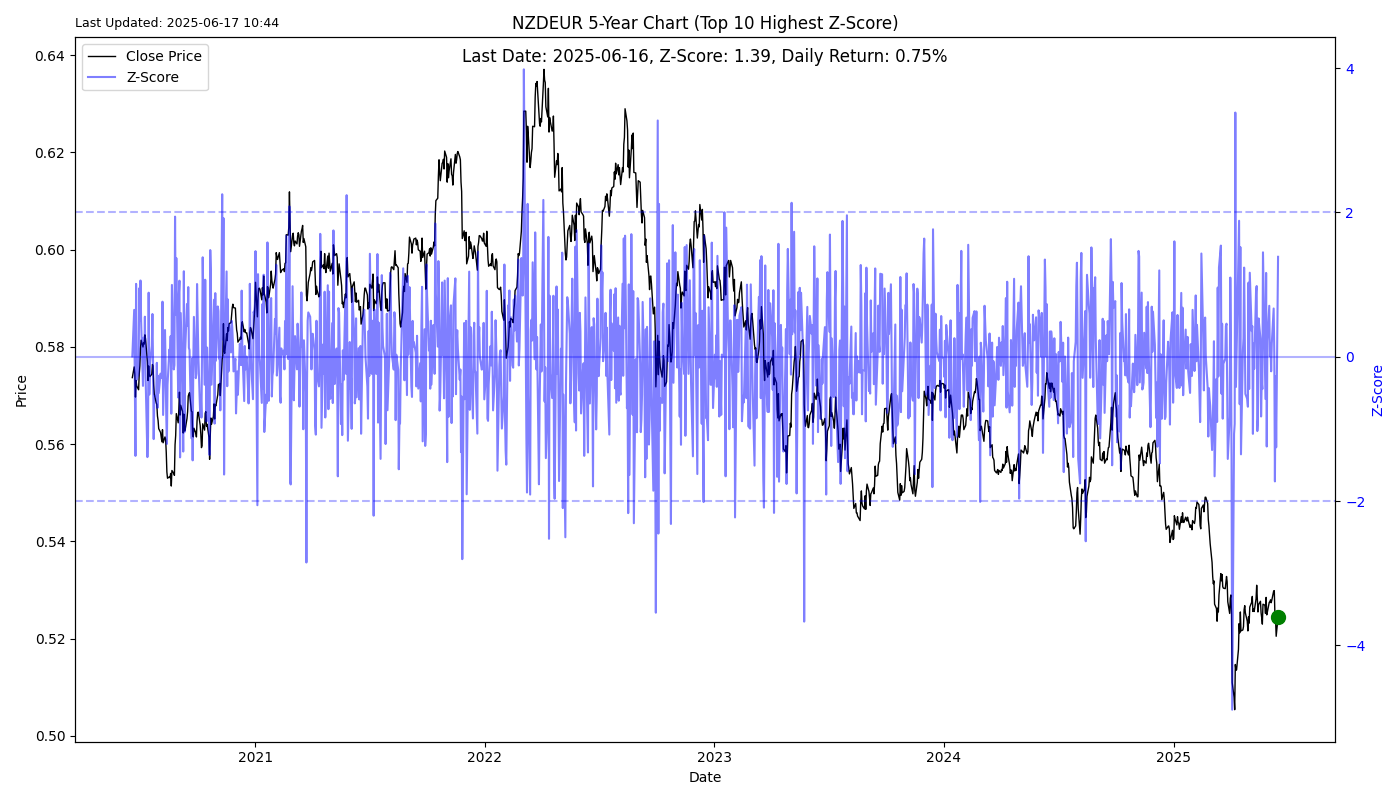 Last Updated: 2025-06-17 10:44
NZDEUR 5-Year Chart (Top 10 Highest Z-Score)
Last Date: 2025-06-16, Z-Score: 1.39, Daily Return: 0.75%
Close Price
Z-Score
0.64
0.62
0.60
0.58
0.56
0.54
0.52
0.50
Price
4
2
0
−2
−4
Z-Score
2021
2022
2023
2024
2025
Date